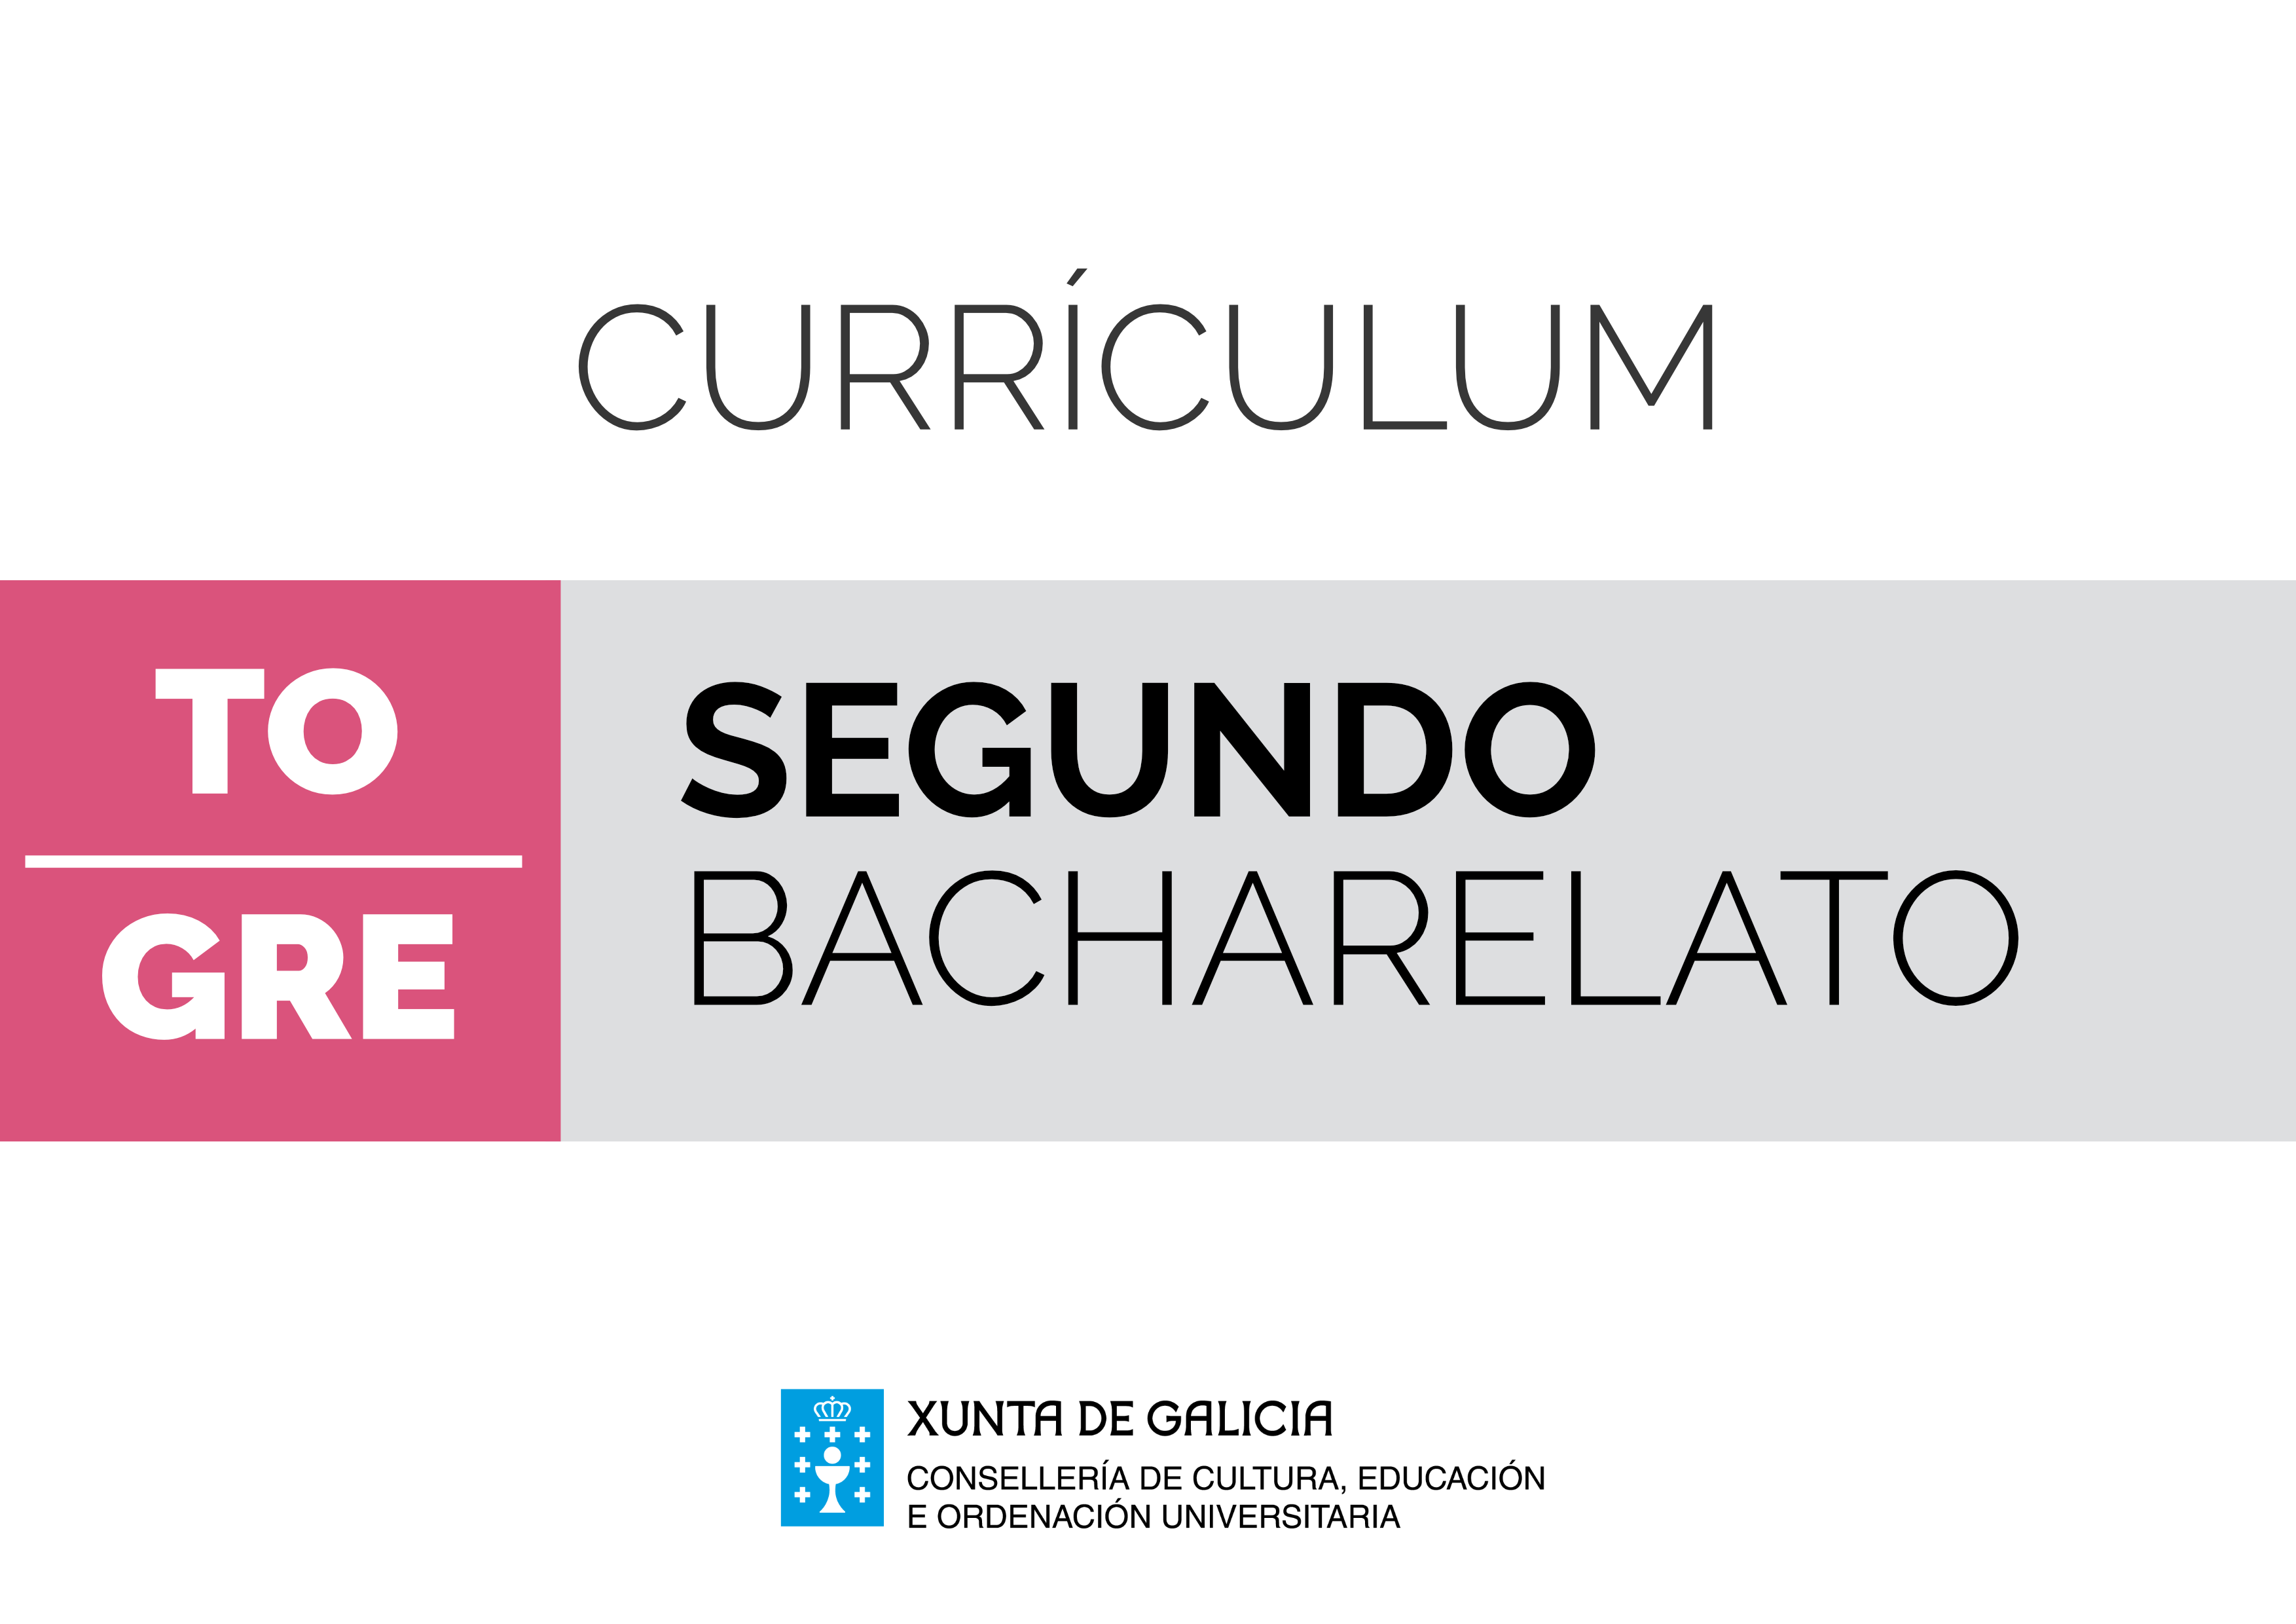 CURRÍCULUM
TO
GRE
SEGUNDO
BACHARELATO
XUNTA DE GALICIA
CONSELLERÍA DE CULTURA, EDUCACIÓN
E ORDENACIÓN UNIVERSITARIA